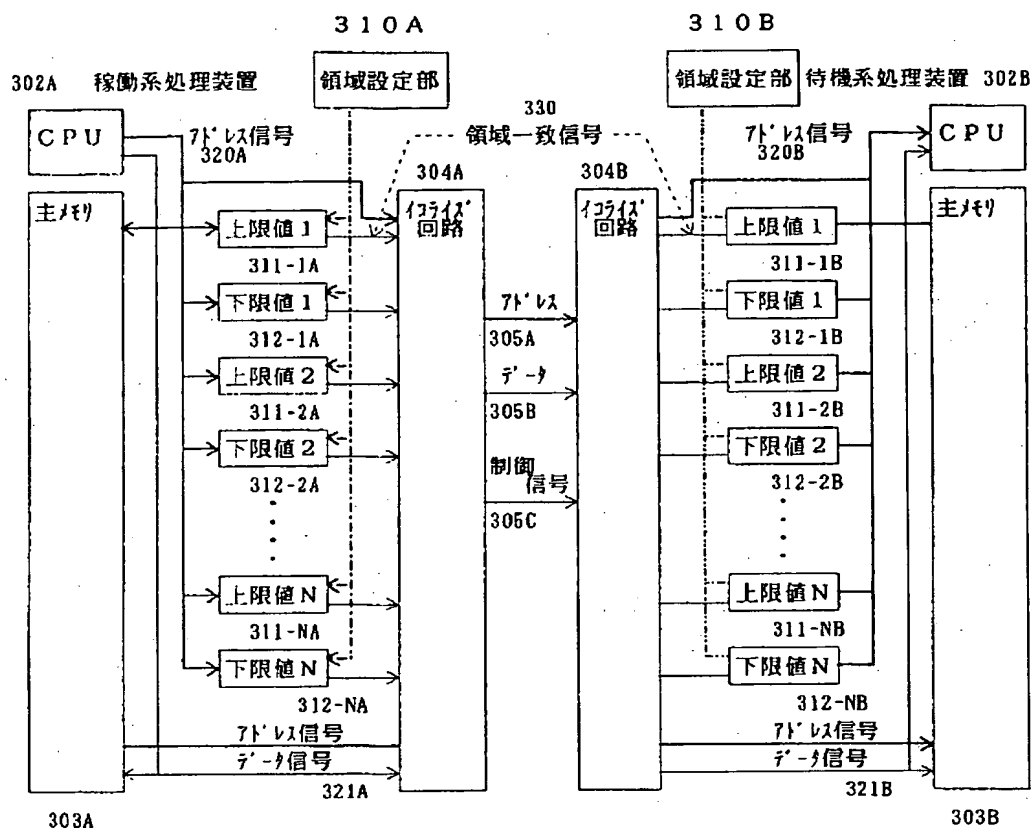 310A
310B
302A 稼働系処理装置
領域設定部
領域設定部
待機系処理装置 302B
330
領域一致信号
CPU
アドレス信号
320A
アドレス信号
320B
CPU
304A
304B
主メモリ
イコライズ
回路
イコライズ
回路
主メモリ
上限値1
311-1A
下限値1
312-1A
上限値2
311-2A
下限値2
312-2A
上限値N
311-NA
下限値N
312-NA
アドレス
305A
データ
305B
制御
信号
305C
上限値1
311-1B
下限値1
312-1B
上限値2
311-2B
下限値2
312-2B
上限値N
311-NB
下限値N
312-NB
アドレス信号
データ信号
321A
アドレス信号
データ信号
321B
303A
303B